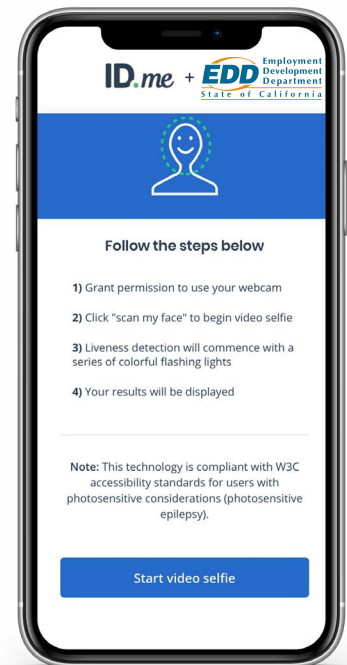 ID.me + EDD Employment
Development
Department
State of California
Follow the steps below
1) Grant permission to use your webcam
2) Click "scan my face" to begin video selfie
3) Liveness detection will commence with a
series of colorful flashing lights
4) Your results will be displayed
Note: This technology is compliant with W3C
accessibility standards for users with
photosensitive considerations (photosensitive
epilepsy).
Start video selfie